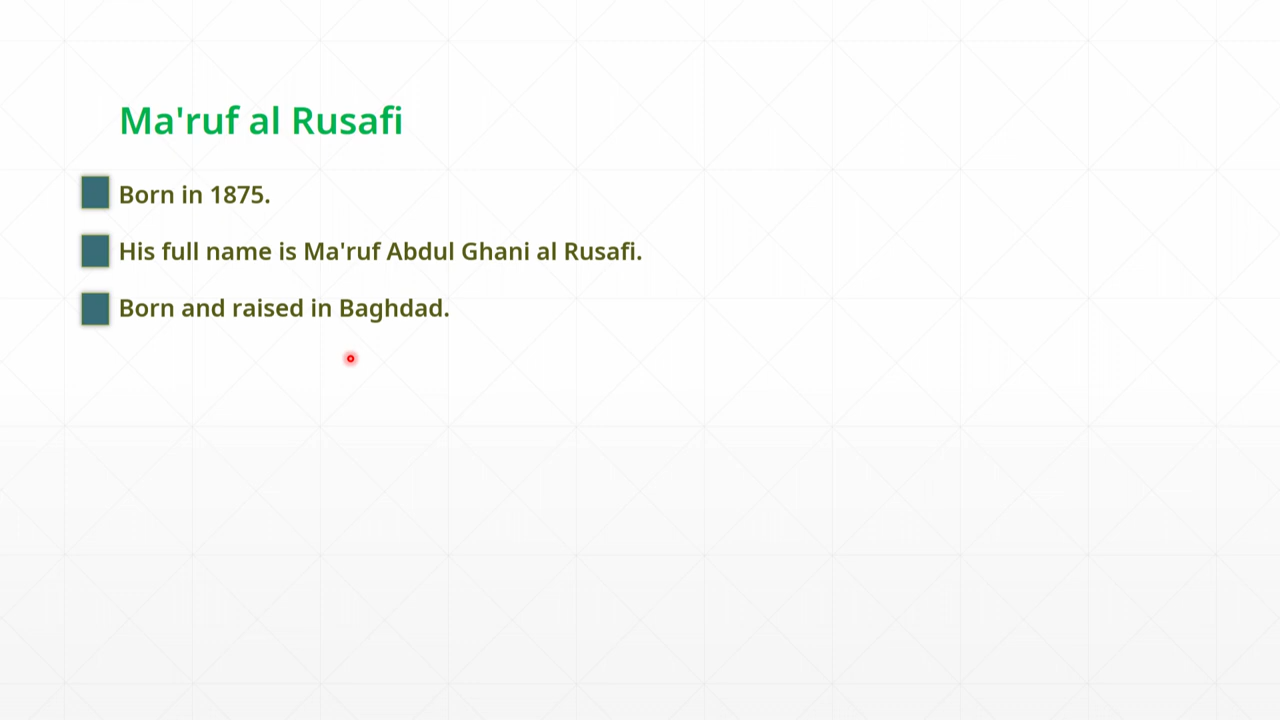 Ma'ruf al Rusafi
Born in 1875.
His full name is Ma'ruf Abdul Ghani al Rusafi.
Born and raised in Baghdad.